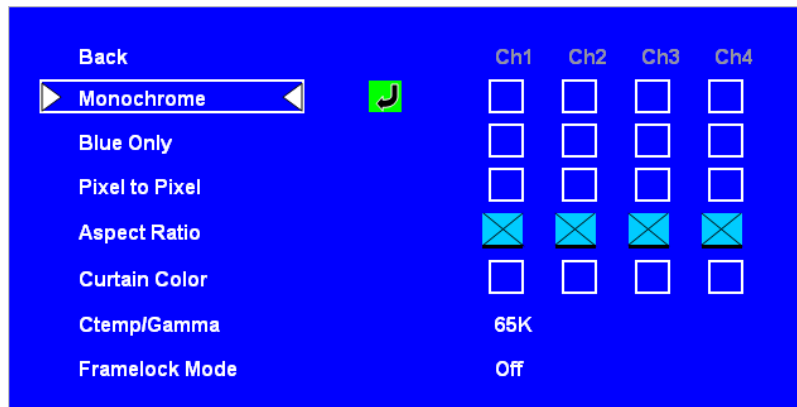 Back Ch1 Ch2 Ch3 Ch4
Monochrome
Blue Only
Pixel to Pixel
Aspect Ratio
Curtain Color
Ctemp/Gamma 65K
Framelock Mode Off